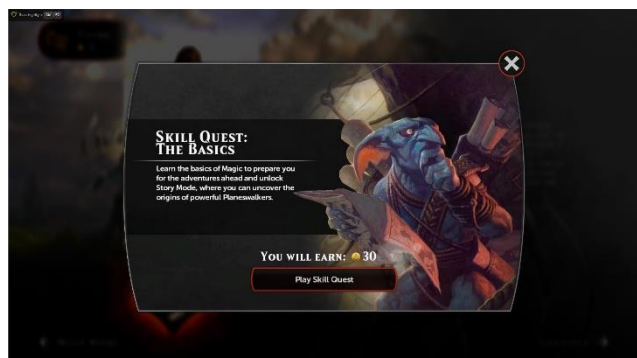 SKILL QUEST:
THE BASICS
Learn the basics of Magic to prepare you
for the adventures ahead and unlock
Story Mode, where you can uncover the
origins of powerful Planeswalkers.
YOU WILL EARN: 30
Play Skill Quest